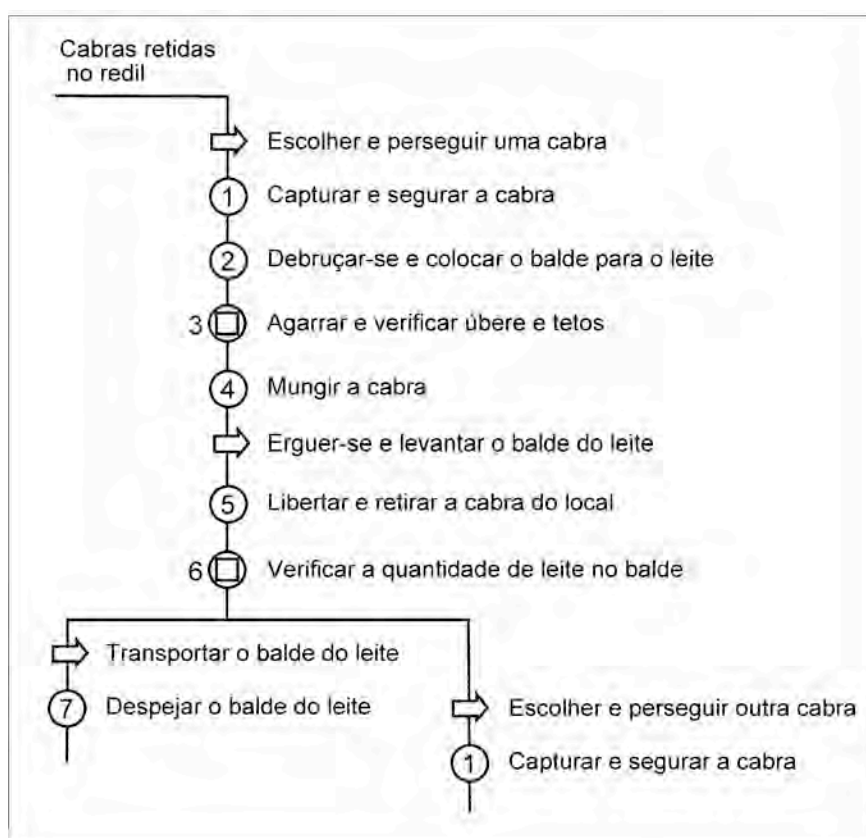 Cabras retidas
no redil
Escolher e perseguir uma cabra
1 Capturar e segurar a cabra
2 Debruçar-se e colocar o balde para o leite
3 Agarrar e verificar úbere e tetos
4 Mungir a cabra
Erguer-se e levantar o balde do leite
5 Libertar e retirar a cabra do local
6 Verificar a quantidade de leite no balde
Transportar o balde do leite
7 Despejar o balde do leite
Escolher e perseguir outra cabra
1 Capturar e segurar a cabra